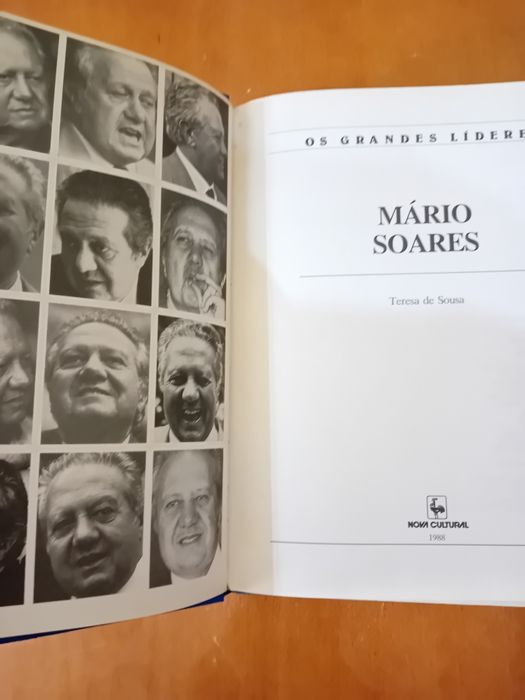 OS GRANDES LÍDERE
MÁRIO
SOARES
Teresa de Sousa
NOVA CULTURAL
1988